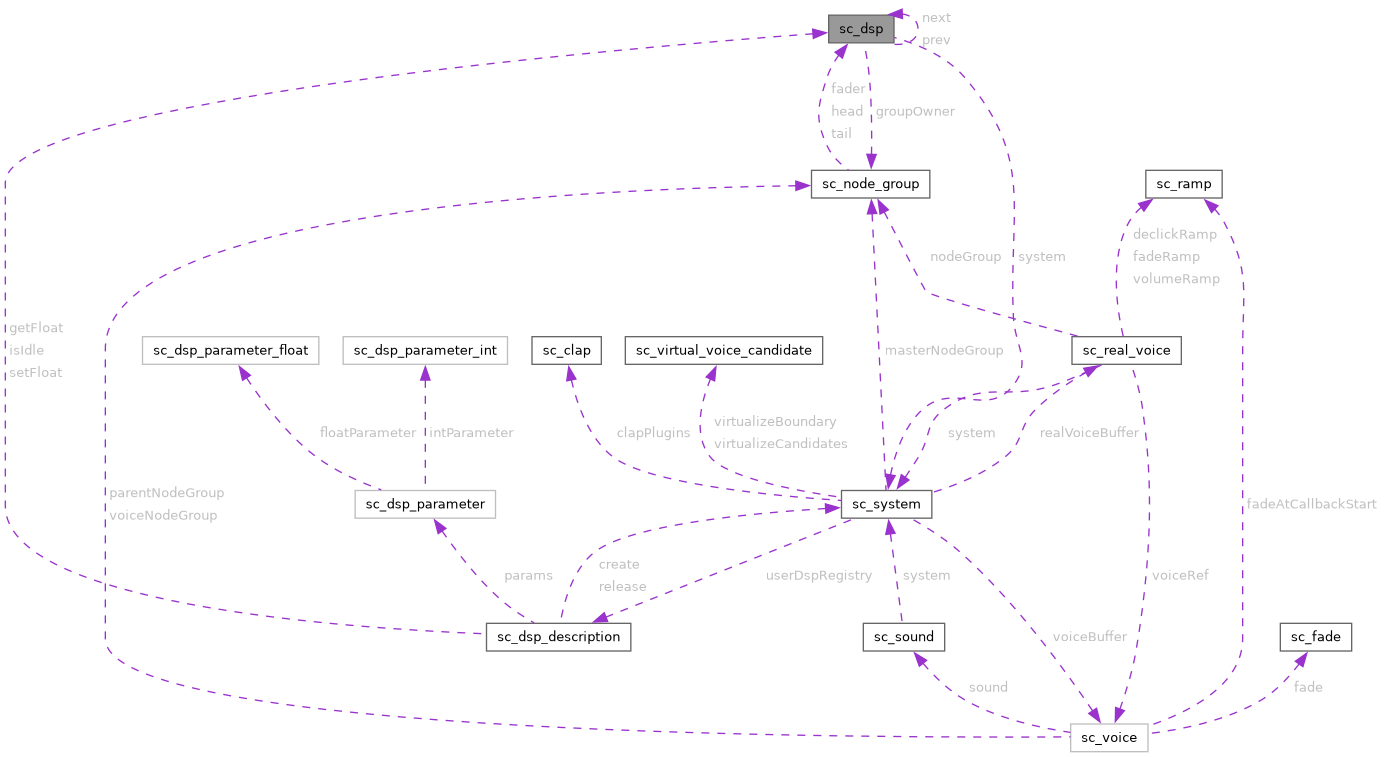 next
sc_dsp
prev
fader
head
groupOwner
tail
sc_node_group
sc_ramp
declickRamp
nodeGroup
system
fadeRamp
volumeRamp
getFloat
isIdle
setFloat
sc_dsp_parameter_float
sc_dsp_parameter_int
sc_clap
sc_virtual_voice_candidate
masterNodeGroup
sc_real_voice
floatParameter
intParameter
clapPlugins
virtualizeBoundary
virtualizeCandidates
system
realVoiceBuffer
parentNodeGroup
voiceNodeGroup
sc_dsp_parameter
sc_system
fadeAtCallbackStart
params
create
release
userDspRegistry
system
voiceRef
sc_dsp_description
sc_sound
voiceBuffer
sc_fade
sound
fade
sc_voice